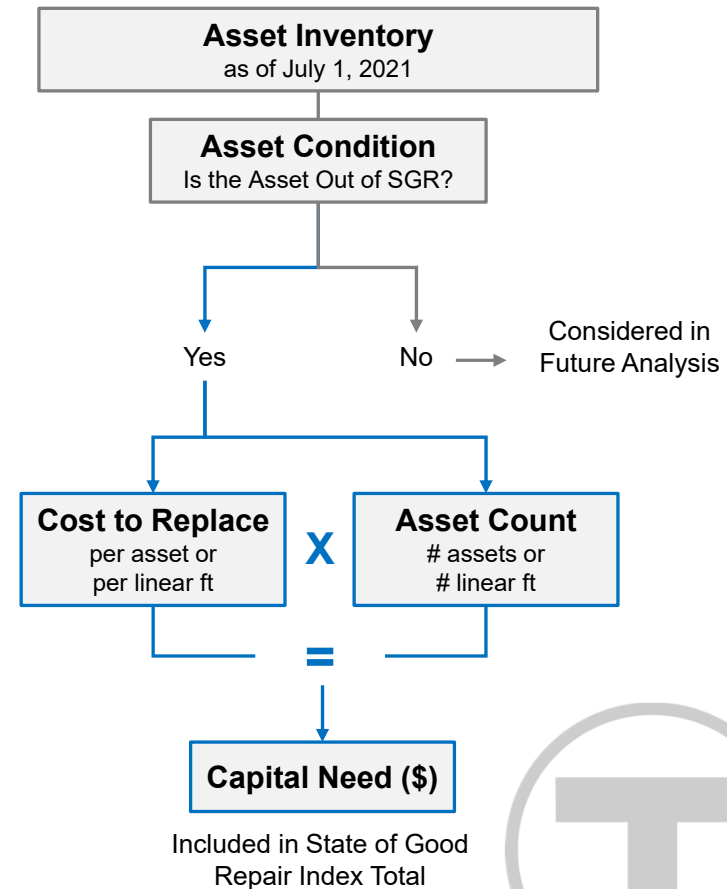 Asset Inventory
as of July 1, 2021
Asset Condition
Is the Asset Out of SGR?
Yes
No
Considered in
Future Analysis
Cost to Replace
per asset or
per linear ft
X
Asset Count
# assets or
# linear ft
=
Capital Need ($)
Included in State of Good
Repair Index Total
T